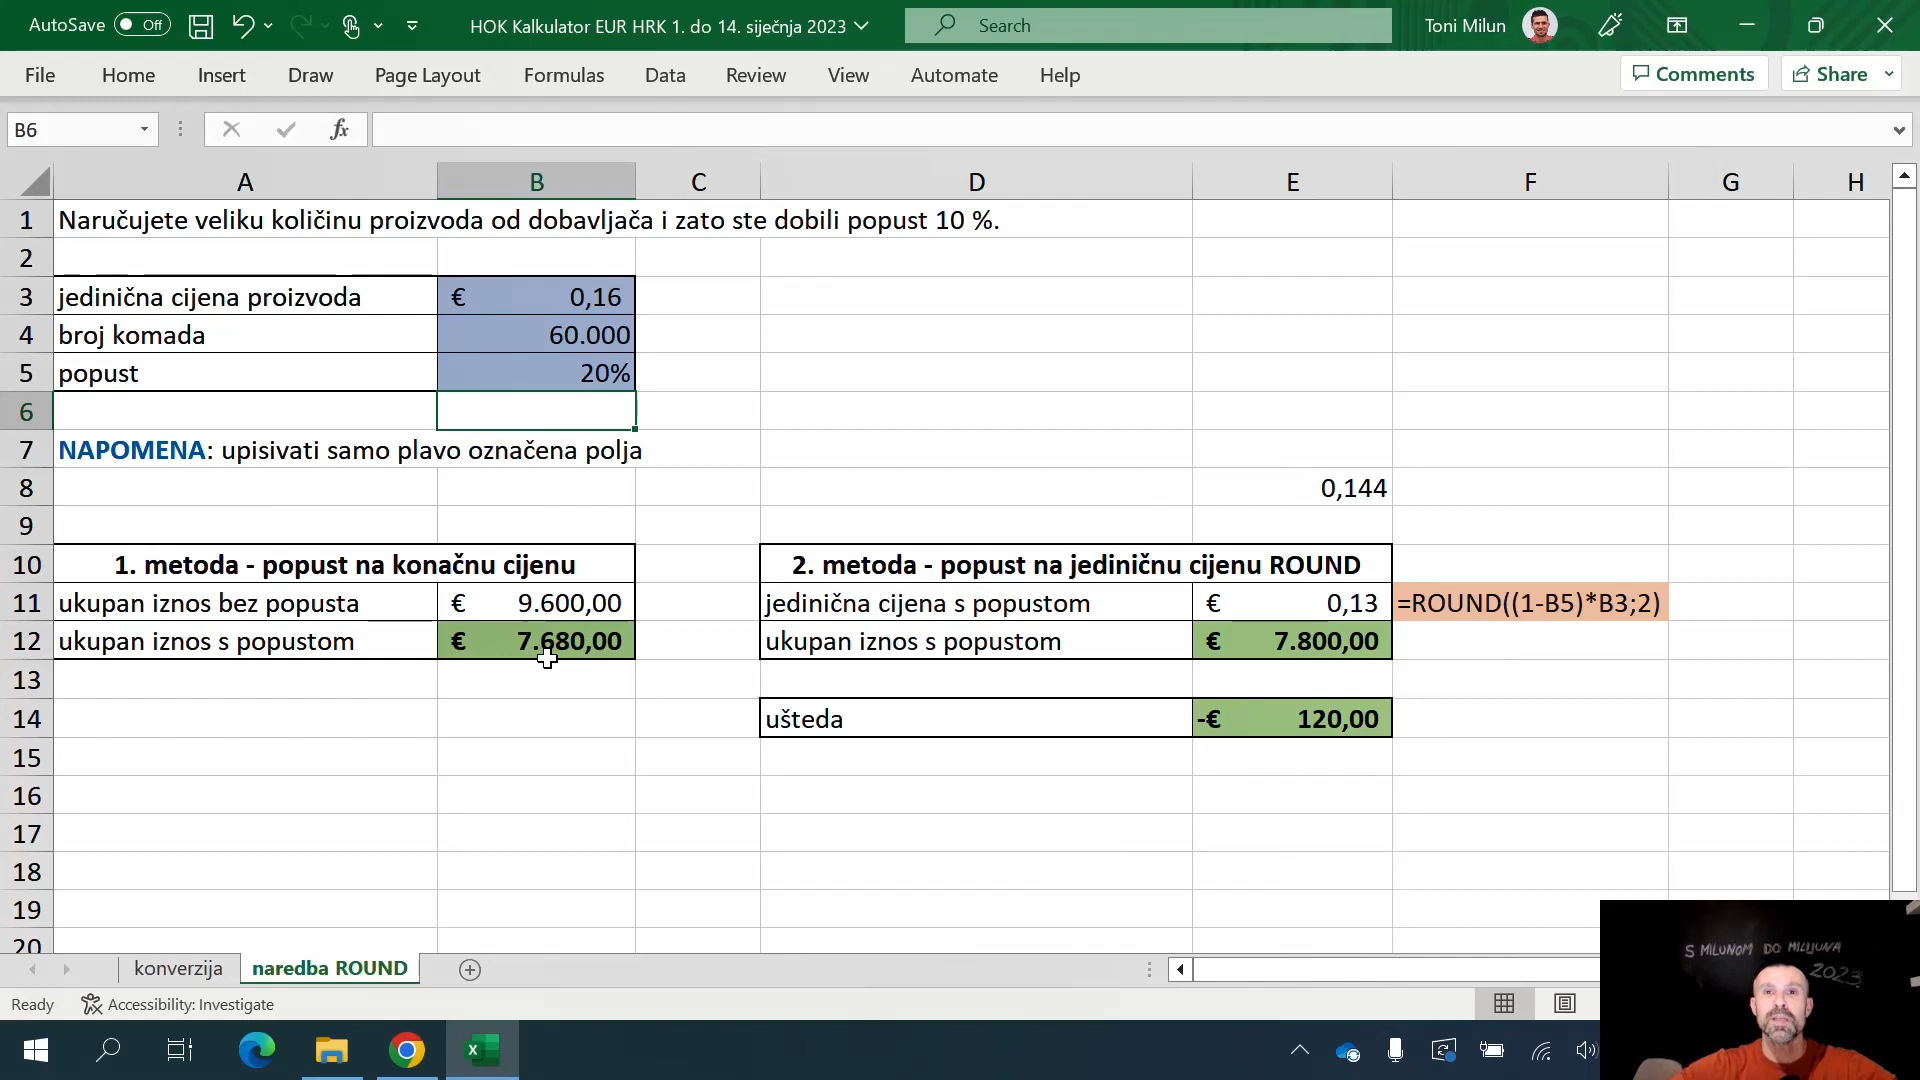 AutoSave Off
HOK Kalkulator EUR HRK 1. do 14. siječnja 2023
Search
Toni Milun
File Home Insert Draw Page Layout Formulas Data Review View Automate Help
Comments Share
B6
fx
A B C D E F G H
1 Naručujete veliku količinu proizvoda od dobavljača i zato ste dobili popust 10 %.
2
3 jedinična cijena proizvoda € 0,16
4 broj komada 60.000
5 popust 20%
6
7 NAPOMENA: upisivati samo plavo označena polja
8 0,144
9
10 1. metoda - popust na konačnu cijenu 2. metoda - popust na jediničnu cijenu ROUND
11 ukupan iznos bez popusta € 9.600,00 jedinična cijena s popustom € 0,13 =ROUND((1-B5)*B3;2)
12 ukupan iznos s popustom € 7.680,00 ukupan iznos s popustom € 7.800,00
13
14 ušteda -€ 120,00
15
16
17
18
19
20
S MILUNOM DO MILIJUNA
2023
konverzija naredba ROUND
Ready Accessibility: Investigate